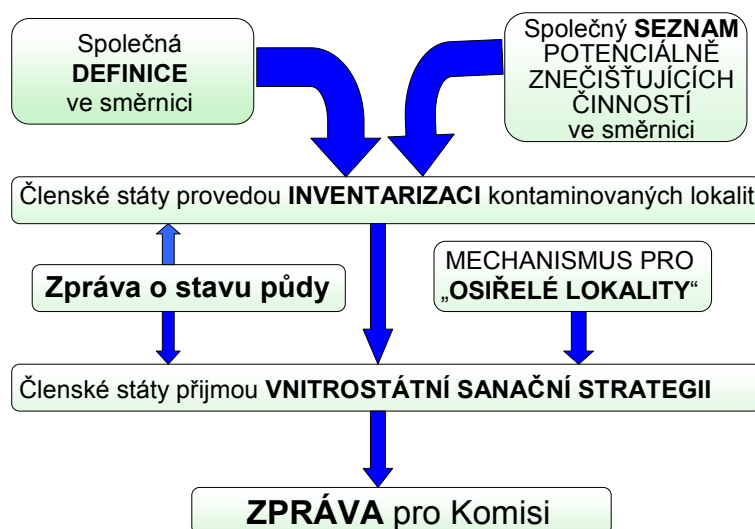 Společná
DEFINICE
ve směrnici
Společný SEZNAM
POTENCIÁLNĚ
ZNEČIŠŤUJÍCÍCH
ČINNOSTÍ
ve směrnici
Členské státy provedou INVENTARIZACI kontaminovaných lokalit
Zpráva o stavu půdy
MECHANISMUS PRO
„OSIŘELÉ LOKALITY“
Členské státy přijmou VNITROSTÁTNÍ SANAČNÍ STRATEGII
ZPRÁVA pro Komisi